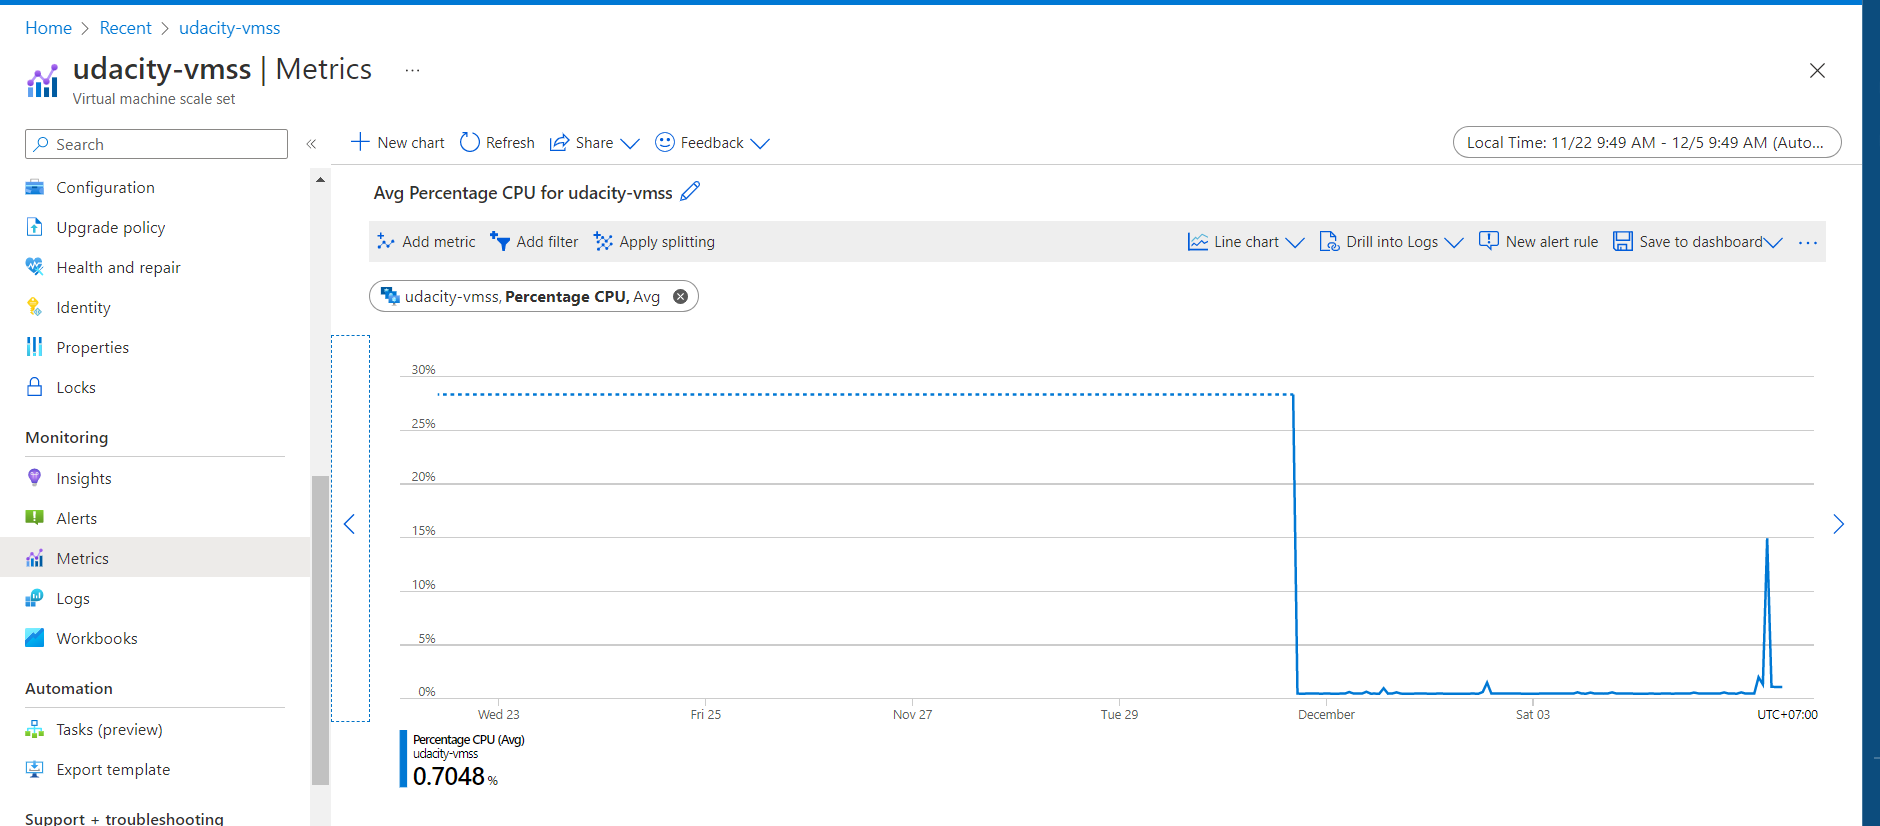 Home > Recent > udacity-vmss
udacity-vmss | Metrics ...
Virtual machine scale set
Search
«
New chart
Refresh
Share
Feedback
Local Time: 11/22 9:49 AM - 12/5 9:49 AM (Auto...
Configuration
Upgrade policy
Health and repair
Identity
Properties
Locks
Monitoring
Insights
Alerts
Metrics
Logs
Workbooks
Automation
Tasks (preview)
Export template
Support + troubleshooting
Avg Percentage CPU for udacity-vmss
Add metric
Add filter
Apply splitting
Line chart
Drill into Logs
New alert rule
Save to dashboard
...
udacity-vmss, Percentage CPU, Avg
30%
25%
20%
15%
10%
5%
0%
Wed 23
Fri 25
Nov 27
Tue 29
December
Sat 03
UTC+07:00
Percentage CPU (Avg)
udacity-vmss
0.7048 %